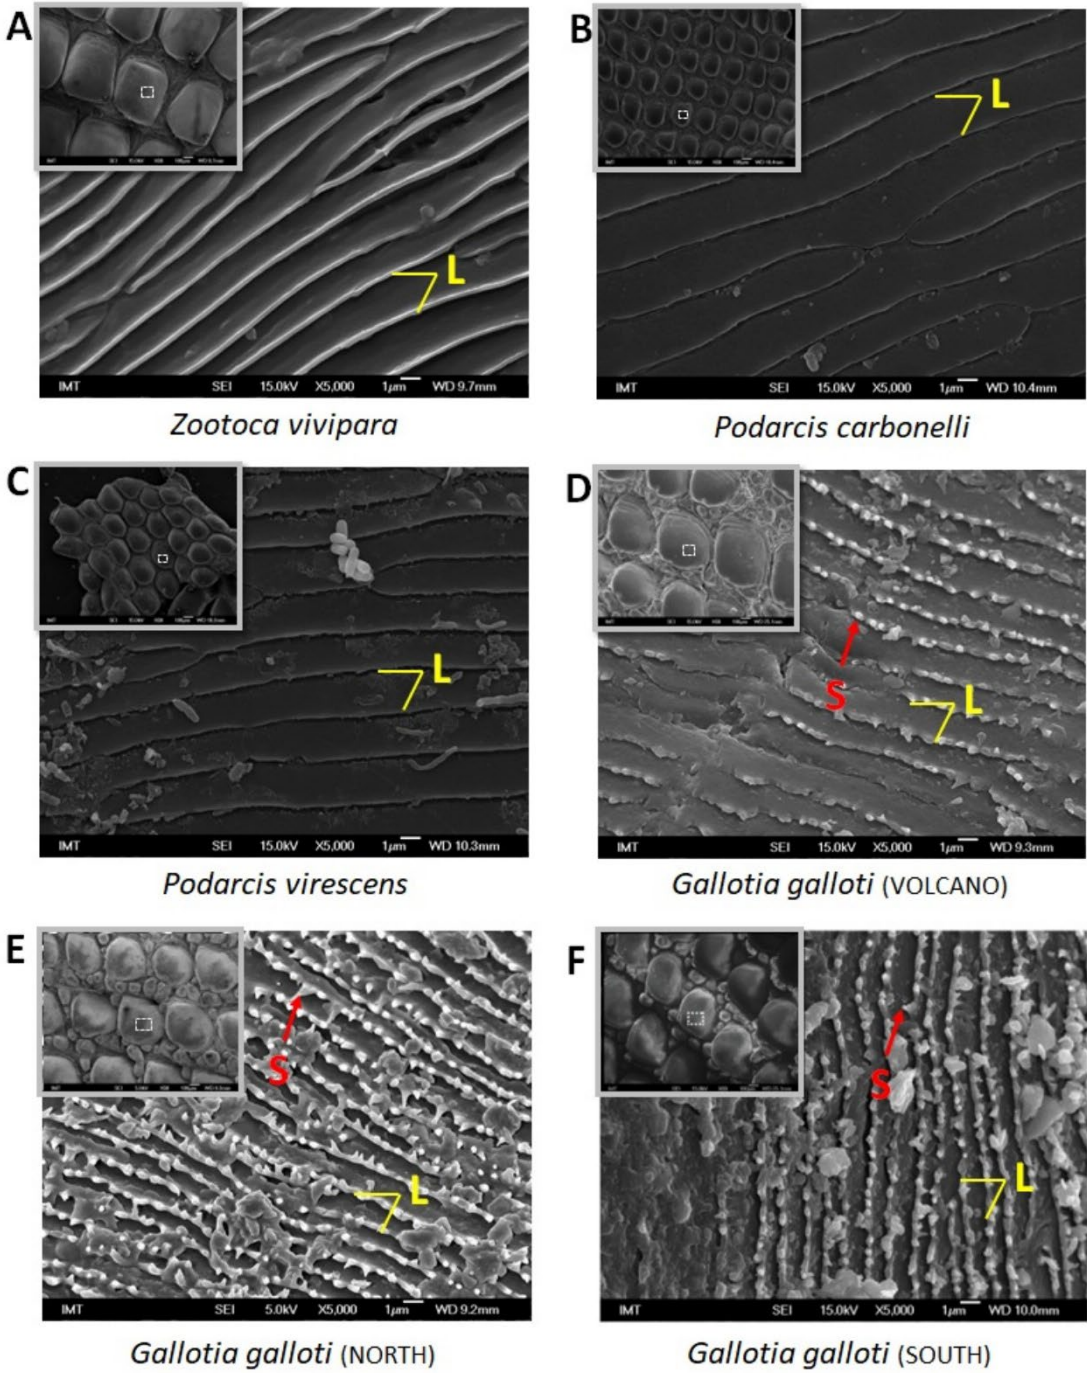 A
L
IMT SEI 15.0kV X5,000 1µm WD 9.7mm
Zootoca vivipara
B
L
IMT SEI 15.0kV X5,000 1µm WD 10.4mm
Podarcis carbonelli
C
L
IMT SEI 15.0kV X5,000 1µm WD 10.3mm
Podarcis virescens
D
S
L
IMT SEI 15.0kV X5,000 1µm WD 9.3mm
Gallotia galloti (VOLCANO)
E
S
L
IMT SEI 5.0kV X5,000 1µm WD 9.2mm
Gallotia galloti (NORTH)
F
S
L
IMT SEI 15.0kV X5,000 1µm WD 10.0mm
Gallotia galloti (SOUTH)